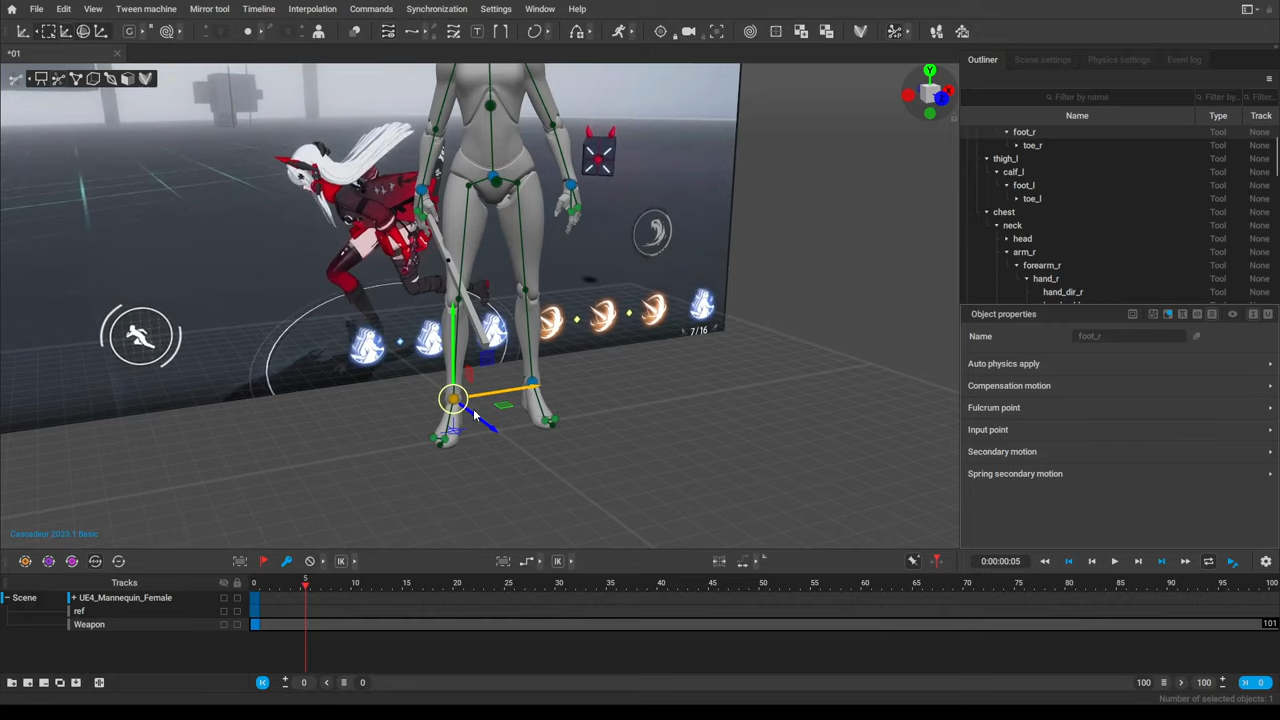 File Edit View Tween machine Mirror tool Timeline Interpolation Commands Synchronization Settings Window Help
*01
Outliner Scene settings Physics settings Event log
Filter by name Filter by... Filter...
Name Type Track
foot_r Tool None
toe_r Tool None
thigh_l Tool None
calf_l Tool None
foot_l Tool None
toe_l Tool None
chest Tool None
neck Tool None
head Tool None
arm_r Tool None
forearm_r Tool None
hand_r Tool None
hand_dir_r Tool None
Object properties
Name foot_r
Auto physics apply
Compensation motion
Fulcrum point
Input point
Secondary motion
Spring secondary motion
Y
X
Z
7/16
Cascadeur 2023.1 Basic
IK IK 0:00:00:05
Tracks 0 5 10 15 20 25 30 35 40 45 50 55 60 65 70 75 80 85 90 95 100
Scene + UE4_Mannequin_Female
ref
Weapon 101
0 0 100 100 0
Number of selected objects: 1